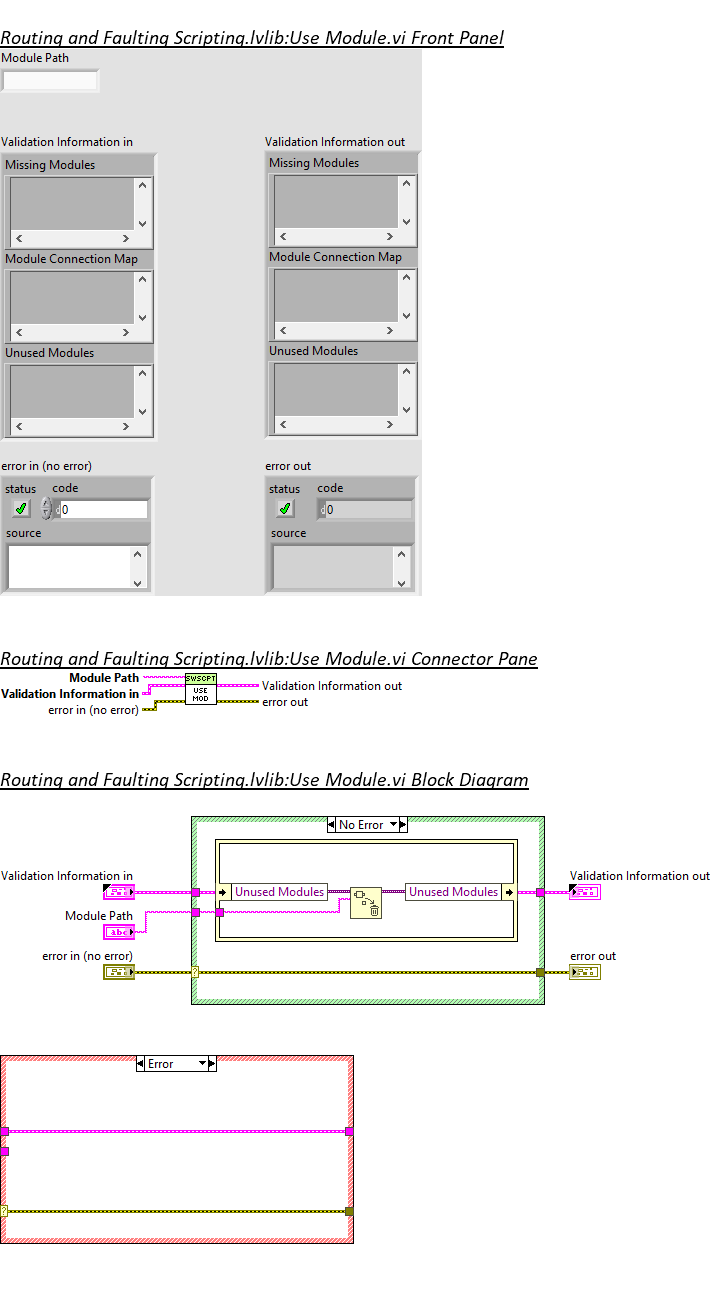 Routing and Faulting Scripting.lvlib:Use Module.vi Front Panel
Module Path
Validation Information in
Validation Information out
Missing Modules
Missing Modules
Module Connection Map
Module Connection Map
Unused Modules
Unused Modules
error in (no error)
error out
status code
status code
0
0
source
source
Routing and Faulting Scripting.lvlib:Use Module.vi Connector Pane
Module Path
SWSCPT
Validation Information in
USE
MOD
Validation Information out
error in (no error)
error out
Routing and Faulting Scripting.lvlib:Use Module.vi Block Diagram
No Error
Validation Information in
Validation Information out
Unused Modules
Unused Modules
Module Path
abc
error in (no error)
error out
?
Error
?